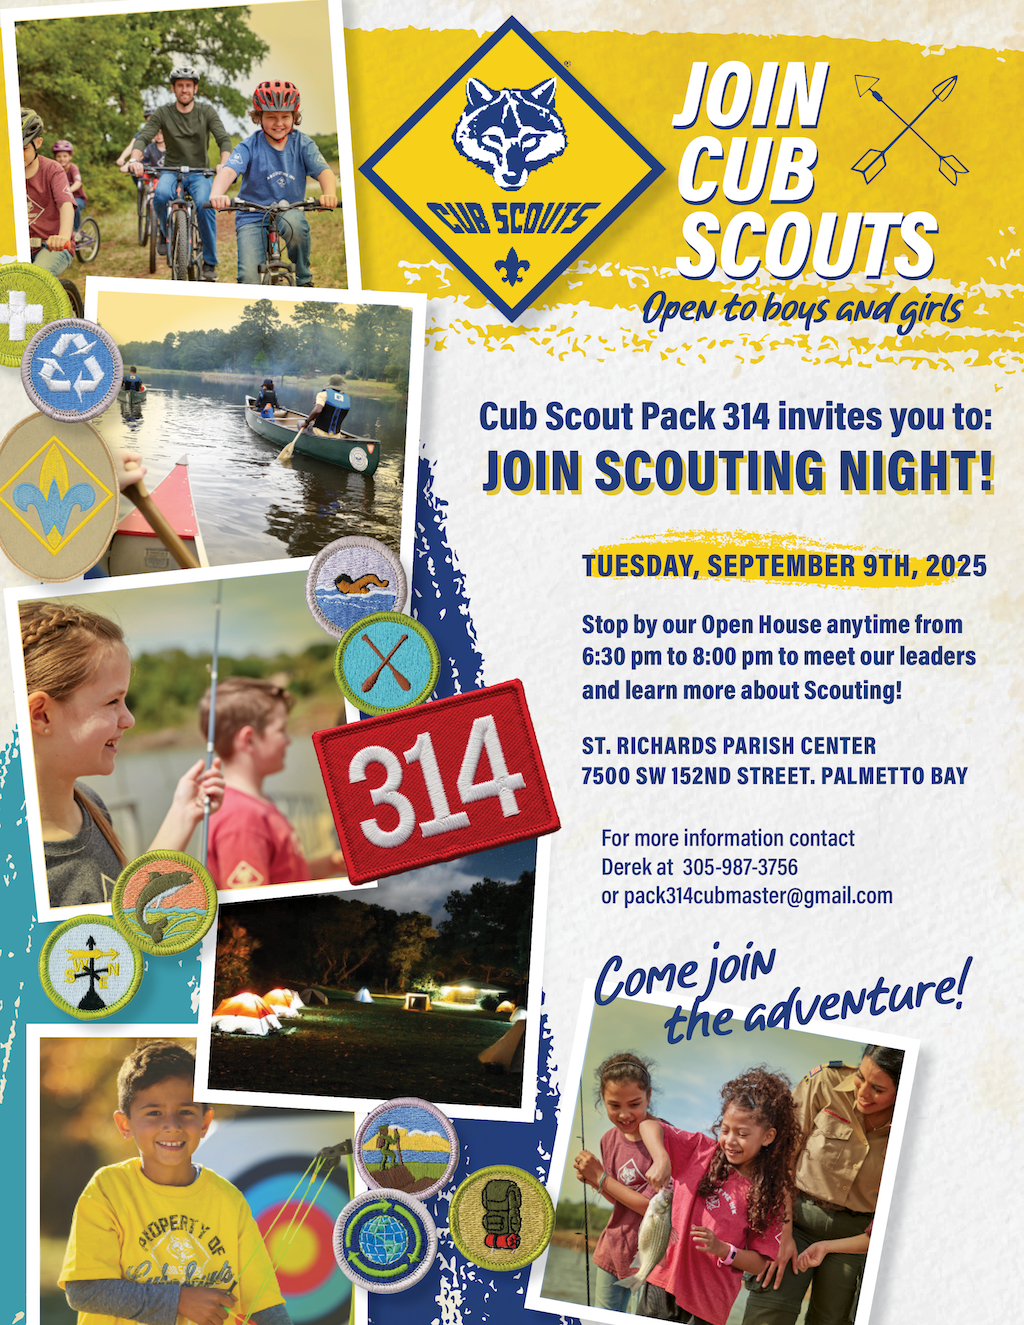 CUB SCOUTS
JOIN
CUB
SCOUTS
Open to boys and girls
Cub Scout Pack 314 invites you to:
JOIN SCOUTING NIGHT!
TUESDAY, SEPTEMBER 9TH, 2025
Stop by our Open House anytime from
6:30 pm to 8:00 pm to meet our leaders
and learn more about Scouting!
ST. RICHARDS PARISH CENTER
7500 SW 152ND STREET. PALMETTO BAY
314
For more information contact
Derek at 305-987-3756
or pack314cubmaster@gmail.com
Come join
the adventure!
W N
S E
PROPERTY OF
Cub Scouts